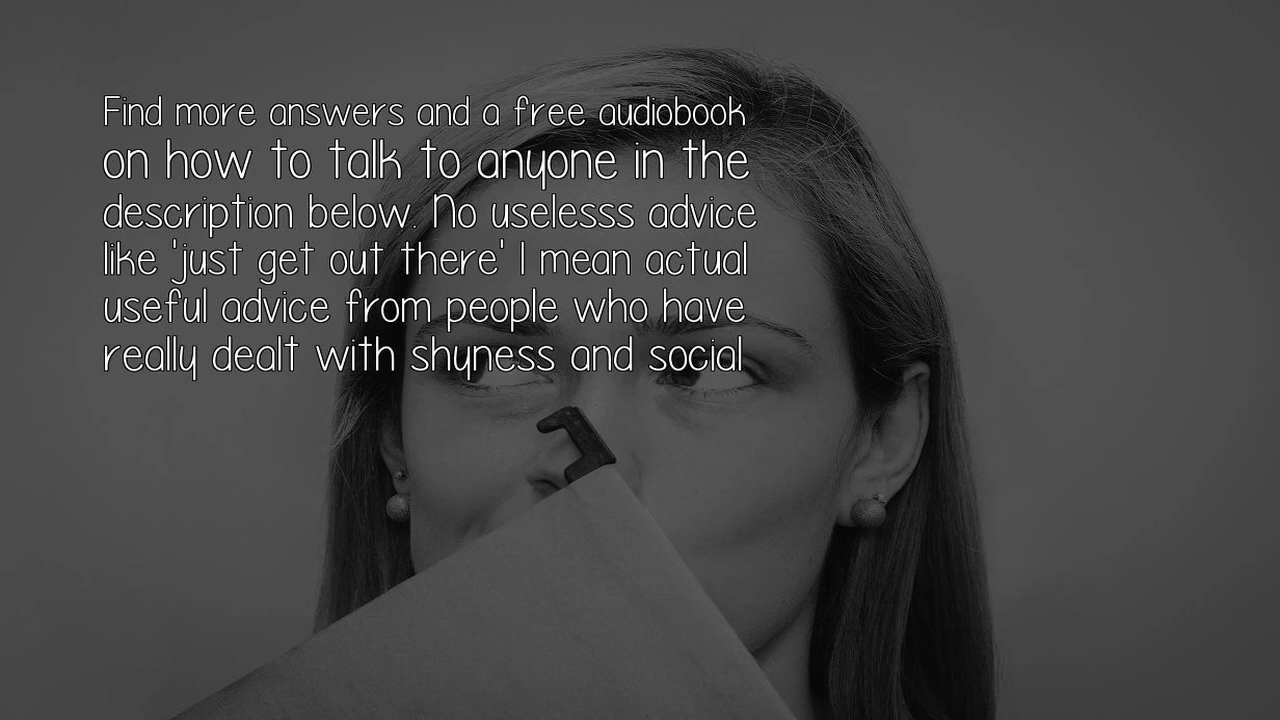 Find more answers and a free audiobook
on how to talk to anyone in the
description below. No uselesss advice
like 'just get out there' I mean actual
useful advice from people who have
really dealt with shyness and social